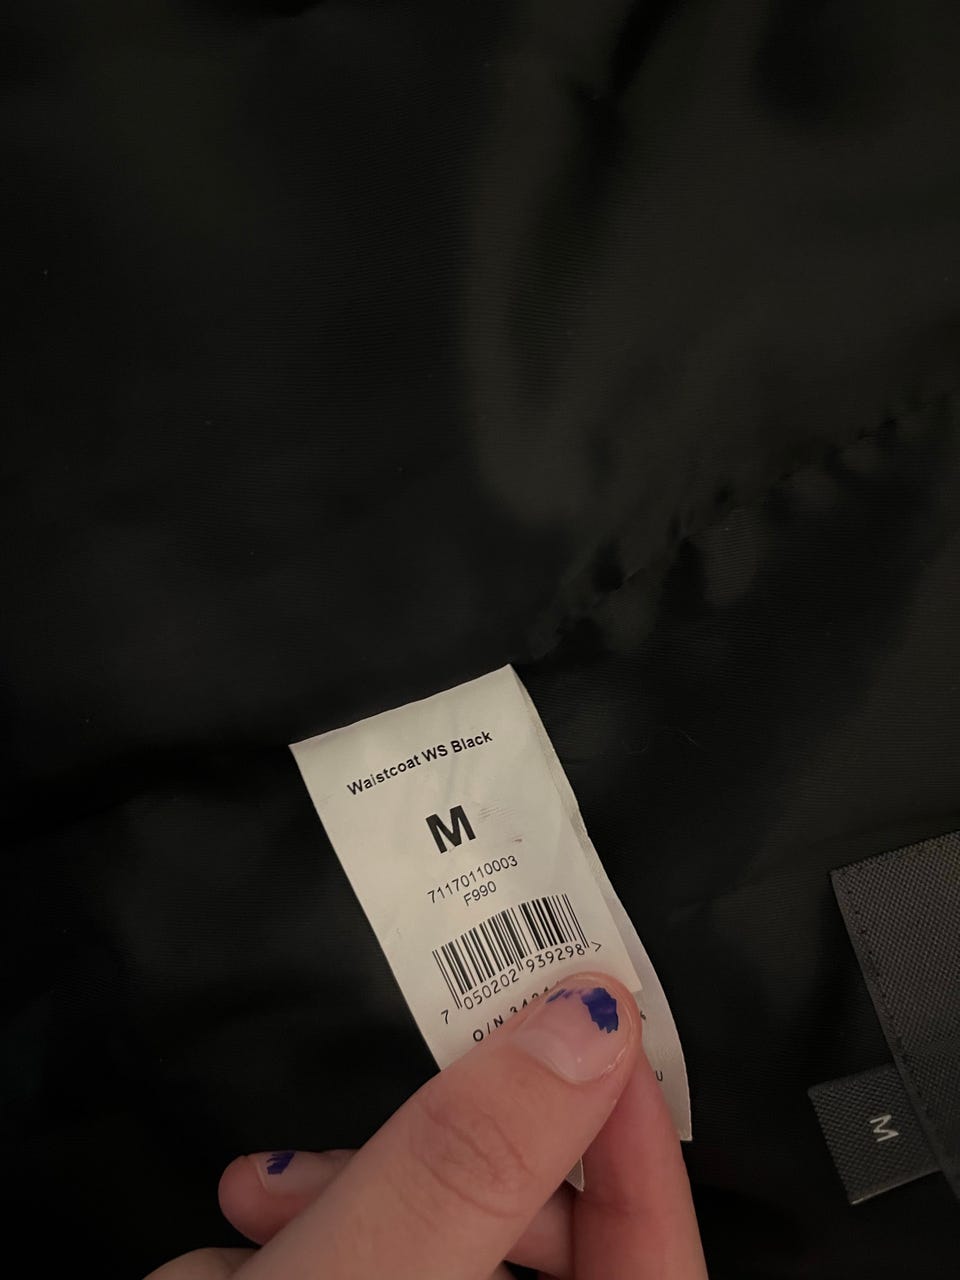 Waistcoat WS Black
M
71170110003
F990
7 050202 939298 >
O/N
U
M